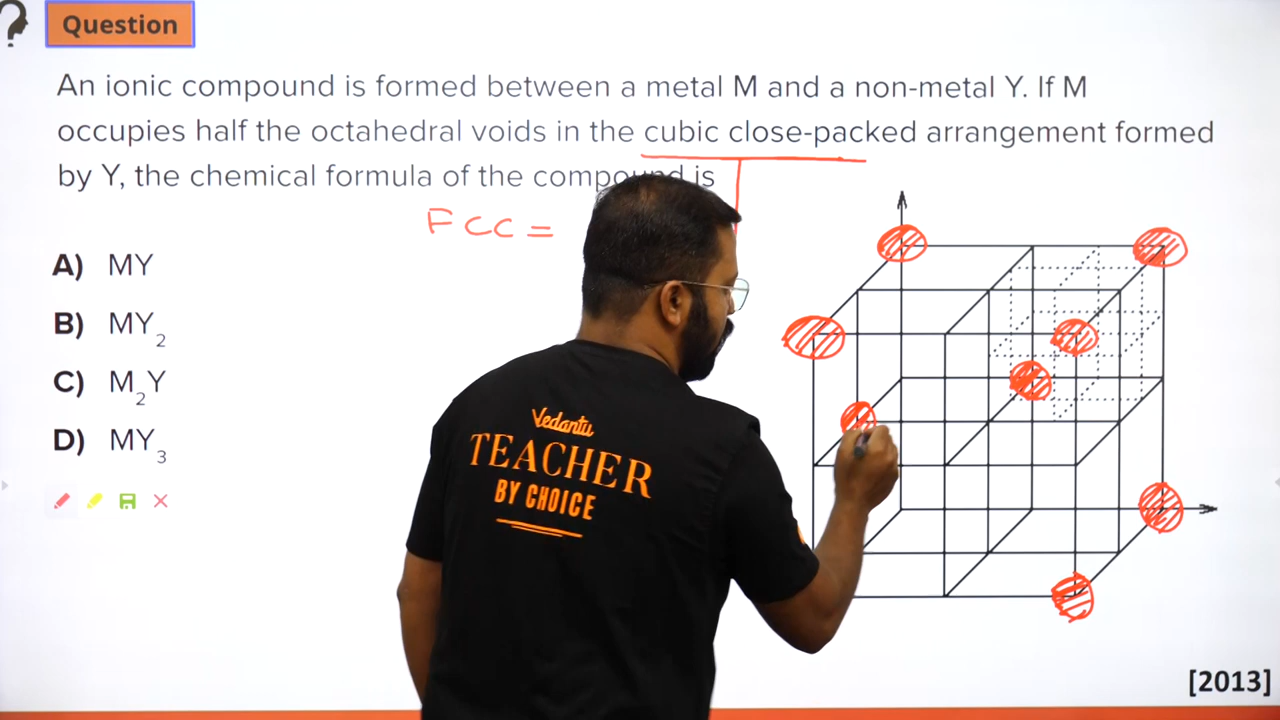 Question
An ionic compound is formed between a metal M and a non-metal Y. If M
occupies half the octahedral voids in the cubic close-packed arrangement formed
by Y, the chemical formula of the compound is
FCC =
A) MY
B) MY2
C) M2Y
D) MY3
Vedantu
TEACHER
BY CHOICE
[2013]